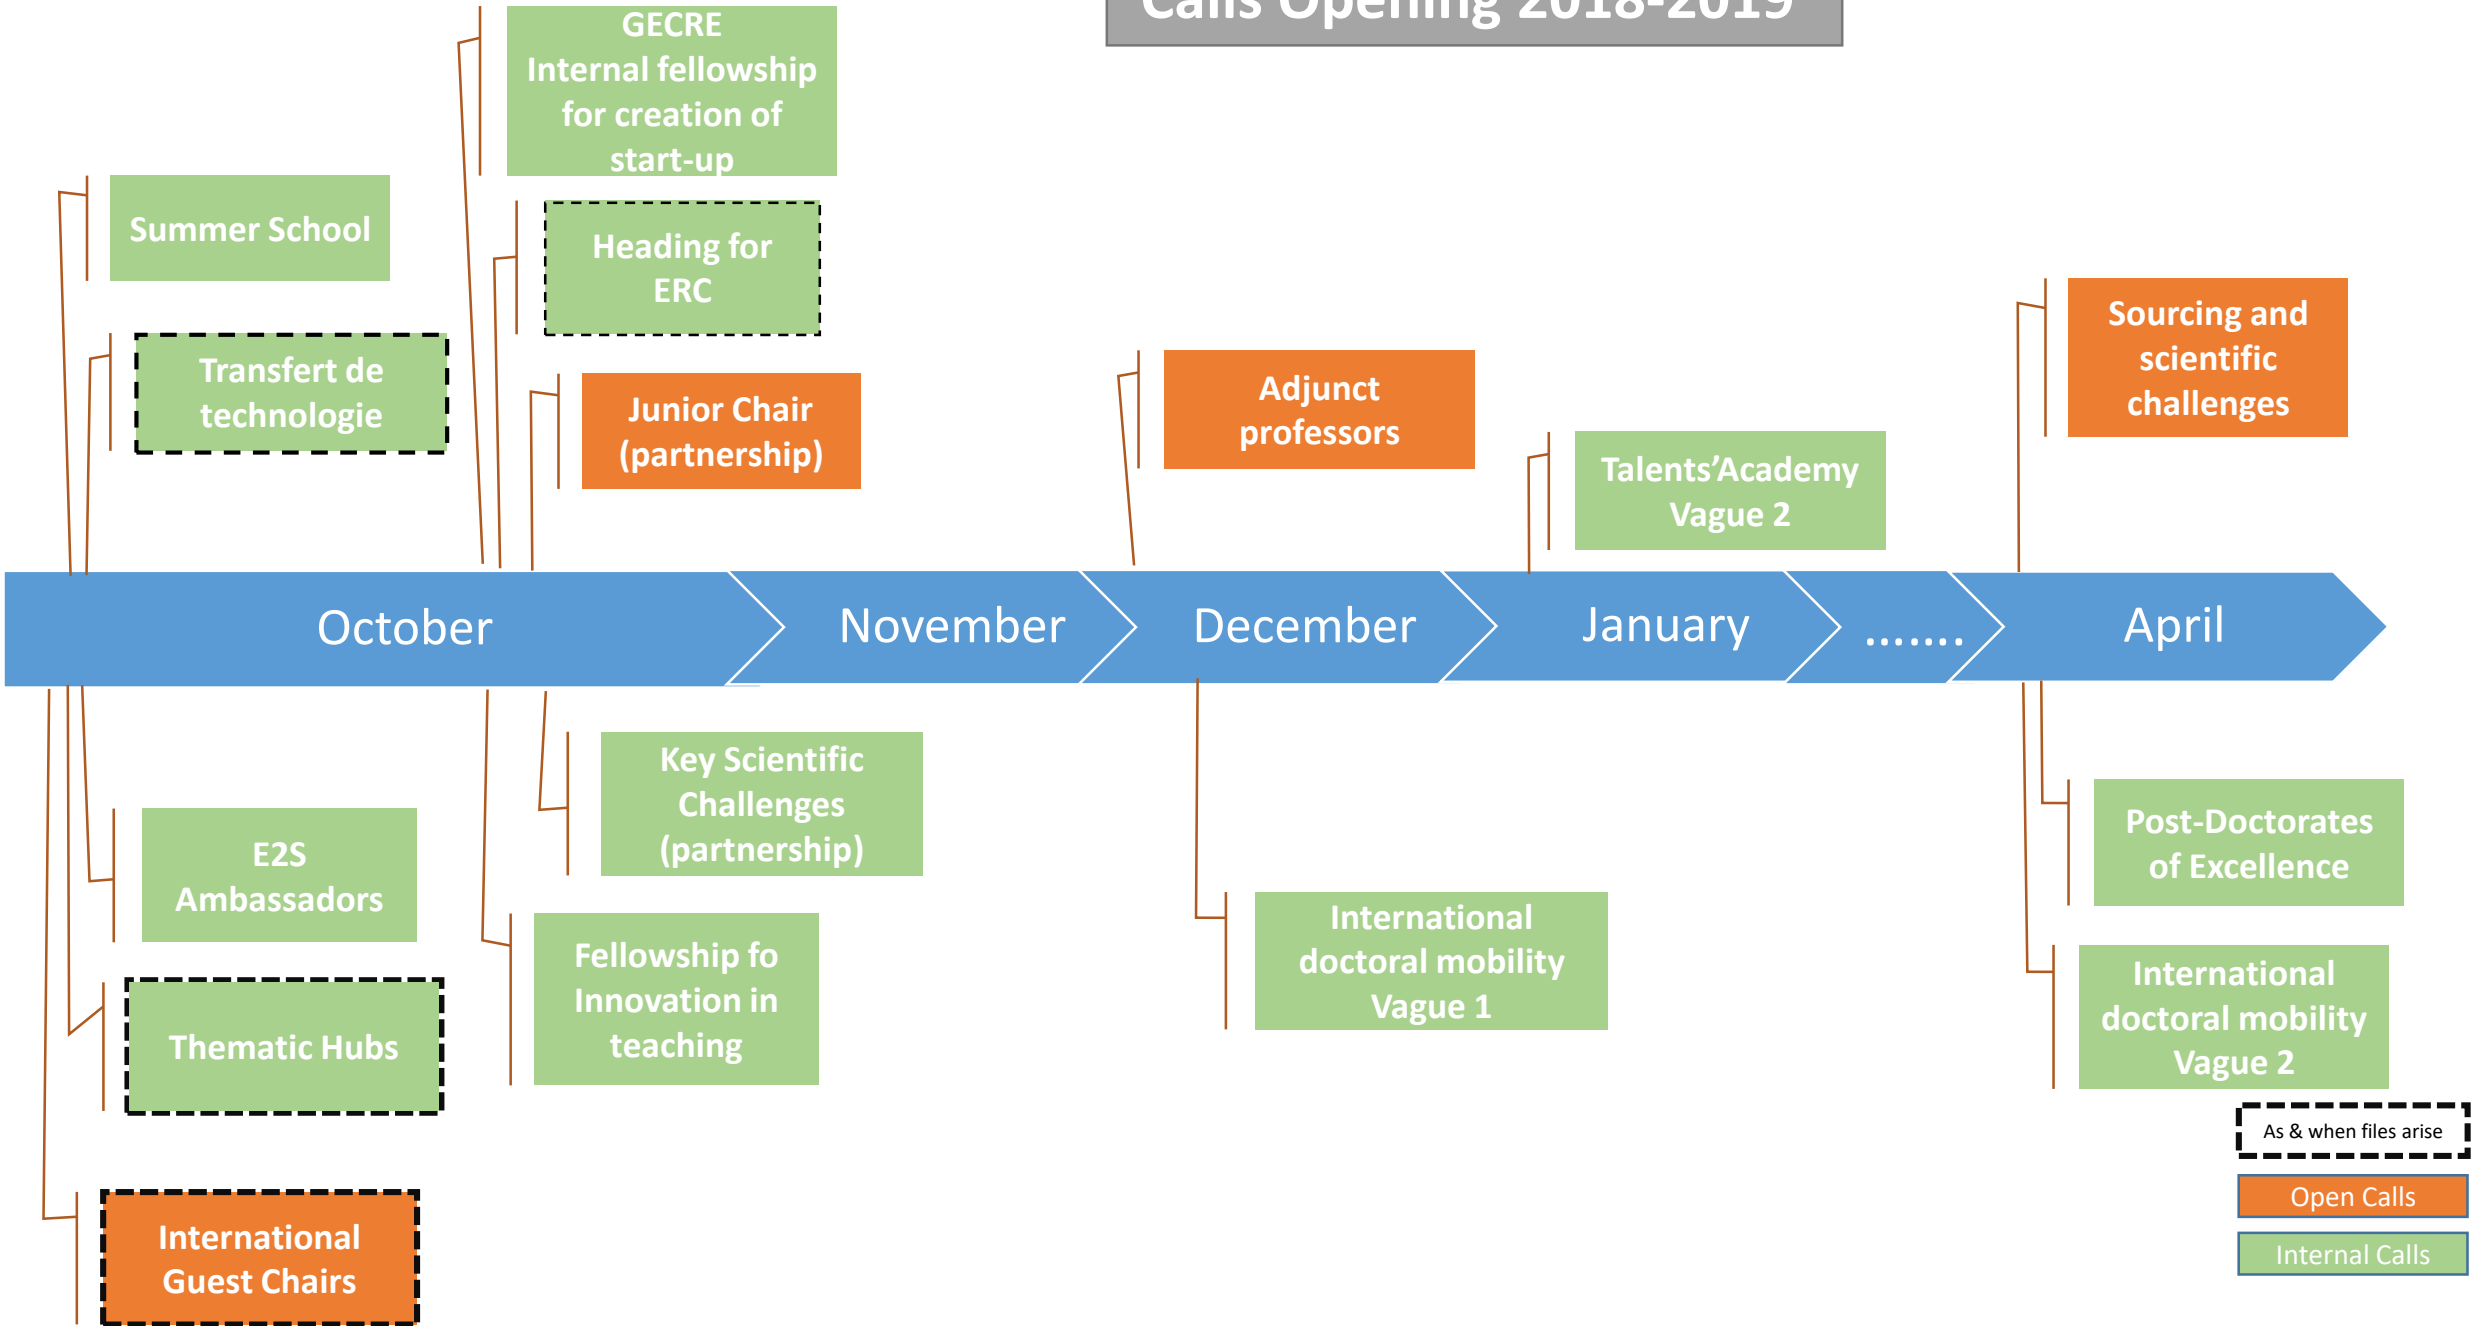 Calls Opening 2018-2019
GECRE
Internal fellowship
for creation of
start-up
Summer School
Heading for
ERC
Transfert de
technologie
Junior Chair
(partnership)
Adjunct
professors
Talents’Academy
Vague 2
Sourcing and
scientific
challenges
October
November
December
January
.......
April
E2S
Ambassadors
Thematic Hubs
International
Guest Chairs
Key Scientific
Challenges
(partnership)
Fellowship fo
Innovation in
teaching
International
doctoral mobility
Vague 1
Post-Doctorates
of Excellence
International
doctoral mobility
Vague 2
As & when files arise
Open Calls
Internal Calls